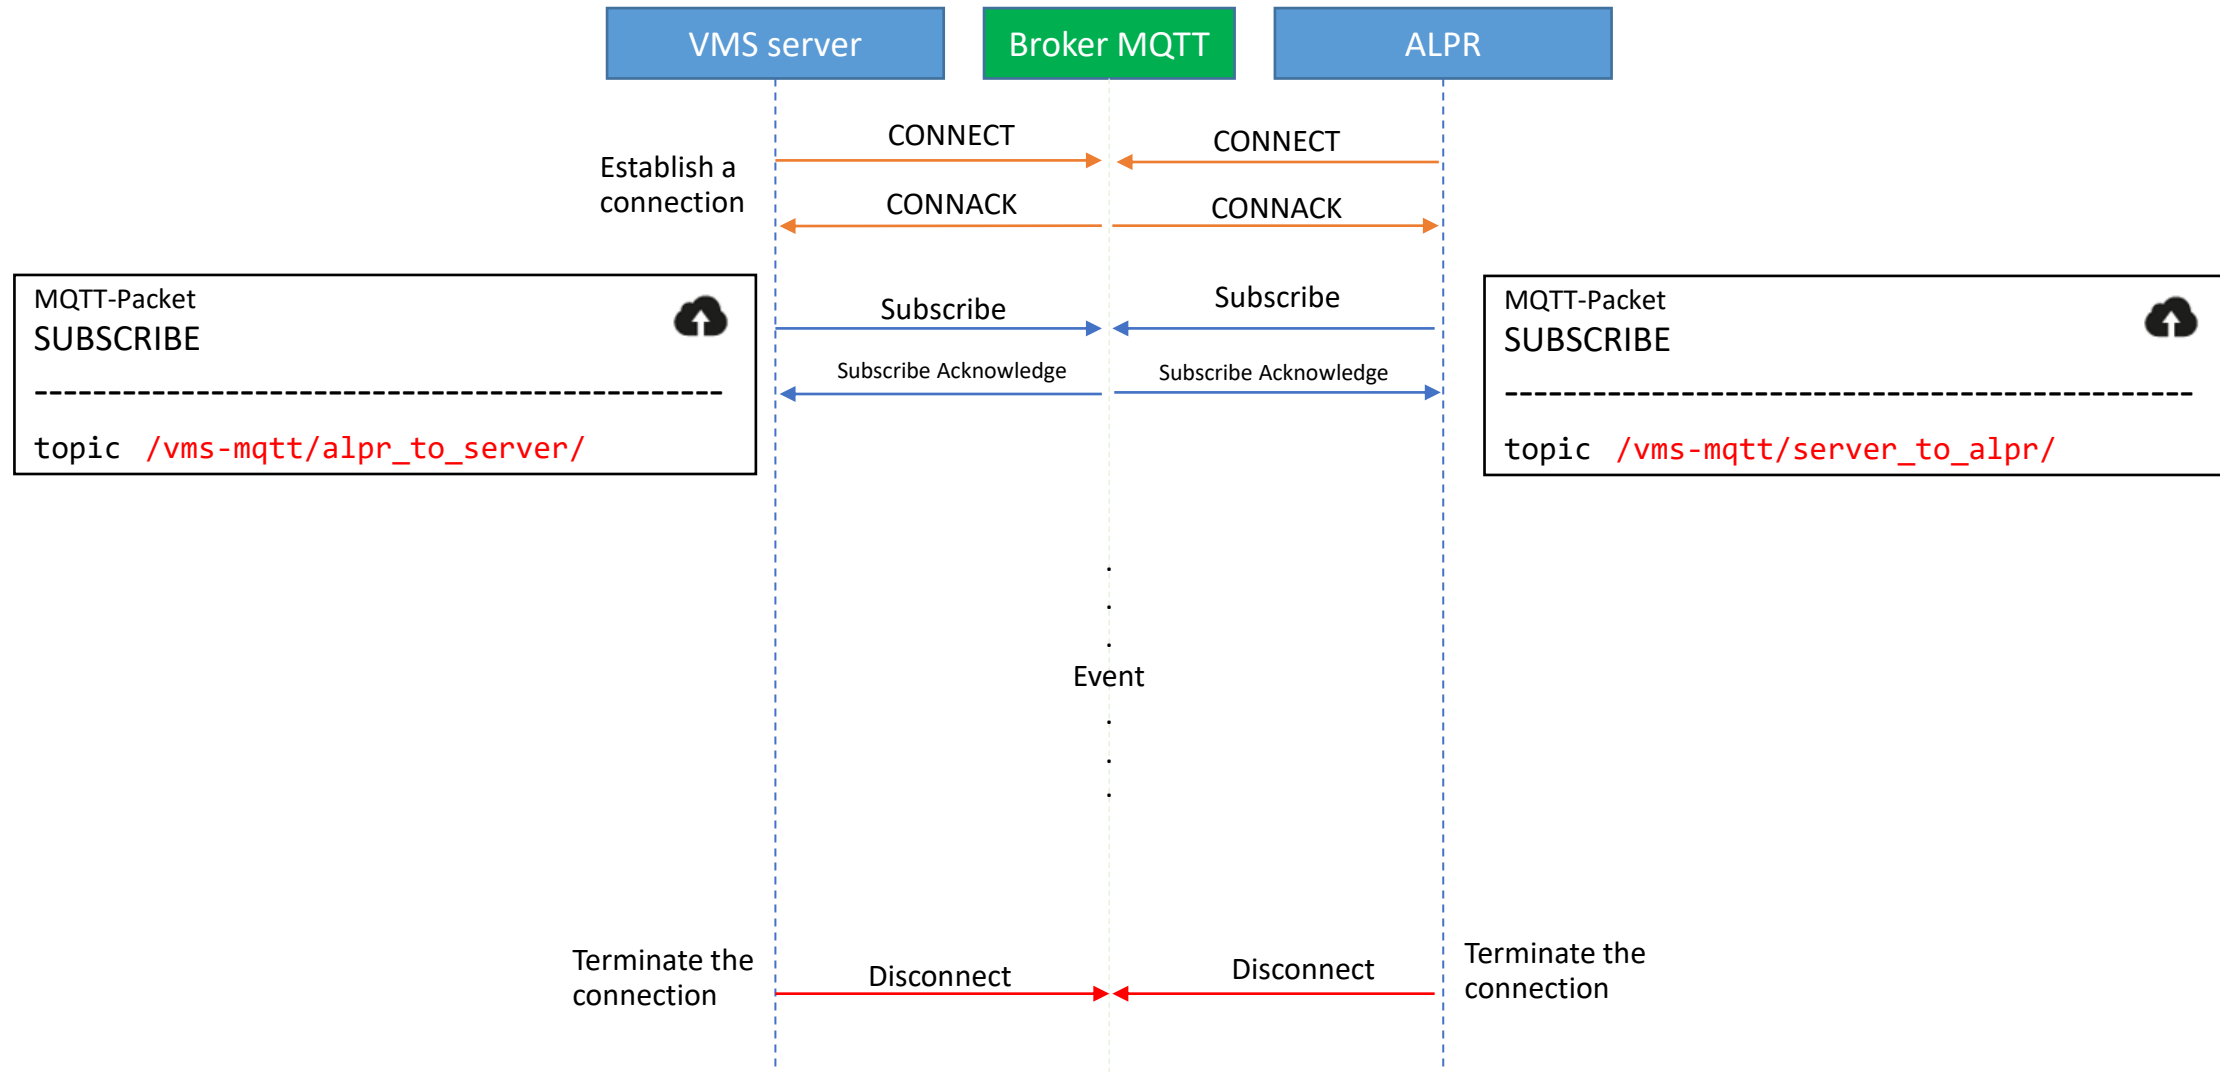 VMS server
Broker MQTT
ALPR
CONNECT
CONNECT
Establish a
connection
CONNACK
CONNACK
MQTT-Packet
SUBSCRIBE
------------------------------------------------
topic /vms-mqtt/alpr_to_server/
Subscribe
Subscribe
Subscribe Acknowledge
Subscribe Acknowledge
MQTT-Packet
SUBSCRIBE
------------------------------------------------
topic /vms-mqtt/server_to_alpr/
.
.
.
Event
.
.
.
Terminate the
connection
Disconnect
Disconnect
Terminate the
connection